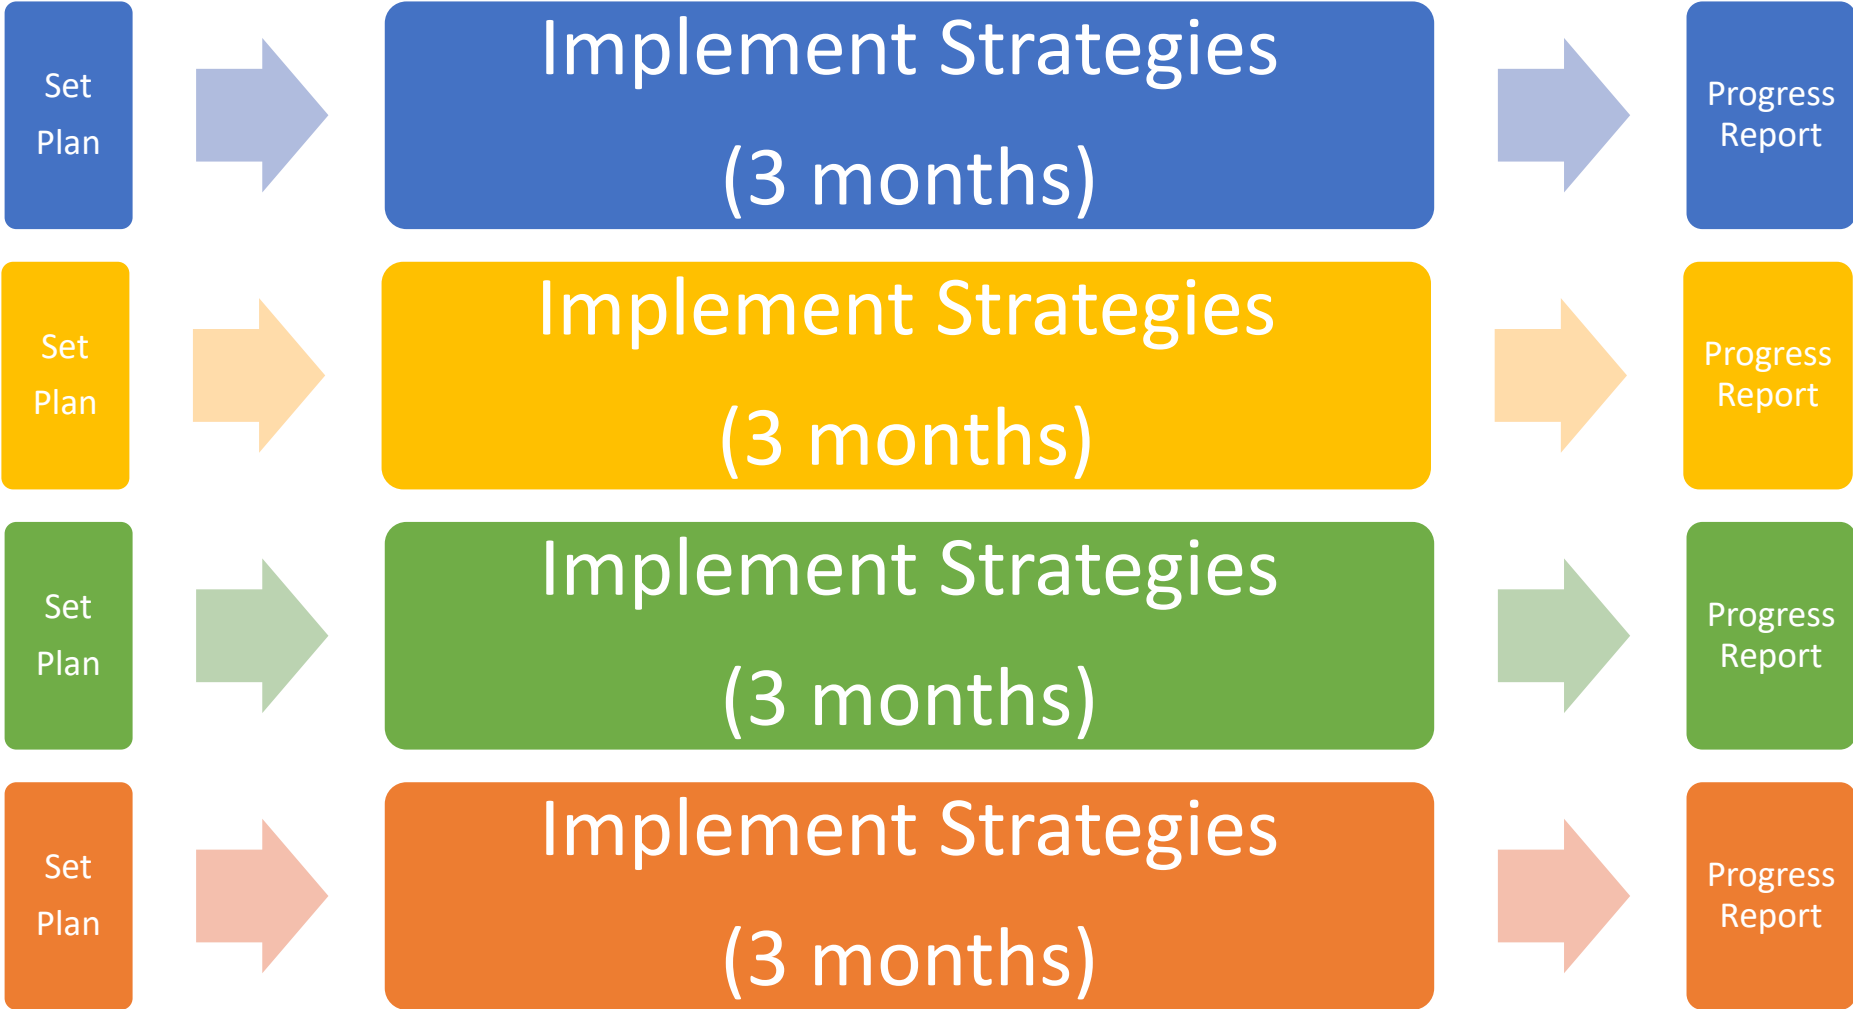 Set
Plan
Implement Strategies
(3 months)
Progress
Report
Set
Plan
Implement Strategies
(3 months)
Progress
Report
Set
Plan
Implement Strategies
(3 months)
Progress
Report
Set
Plan
Implement Strategies
(3 months)
Progress
Report